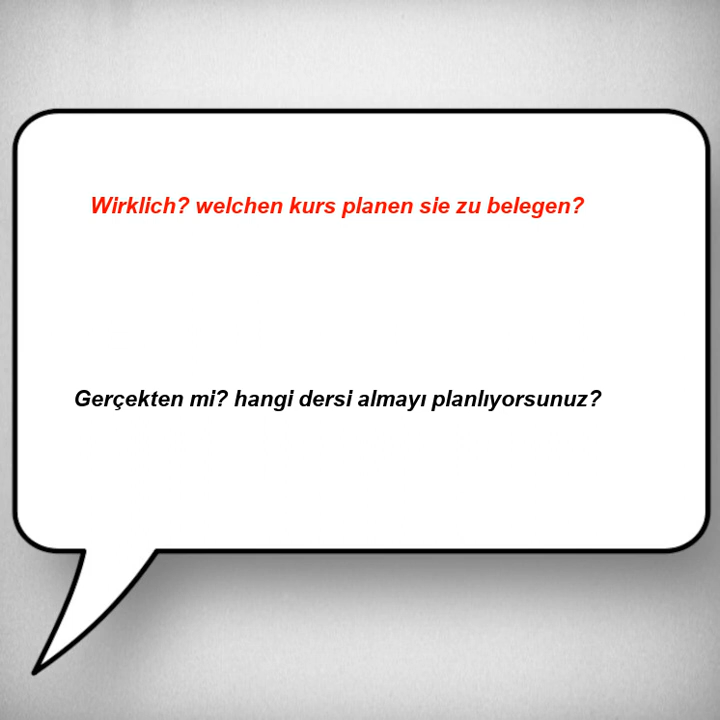 Wirklich? welchen kurs planen sie zu belegen?
Gerçekten mi? hangi dersi almayı planlıyorsunuz?